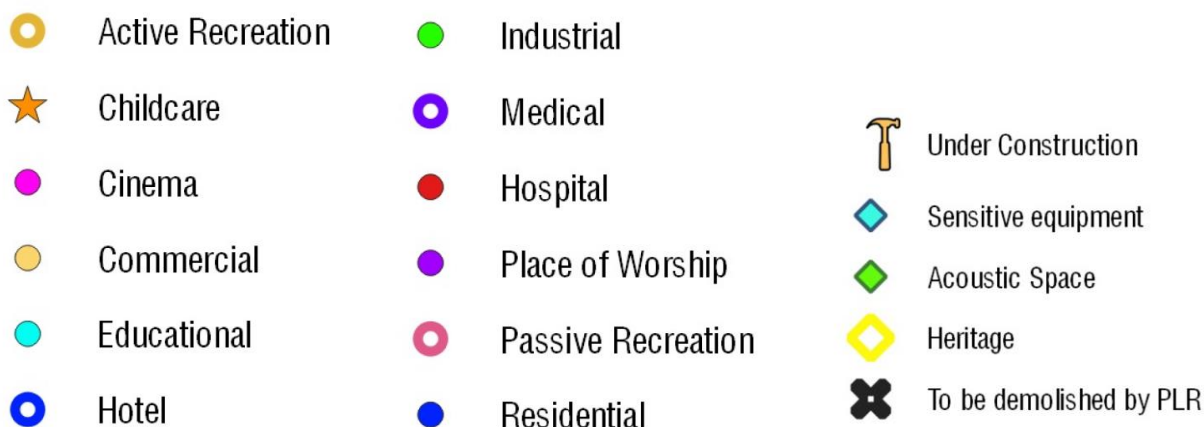 Active Recreation
Childcare
Cinema
Commercial
Educational
Hotel
Industrial
Medical
Hospital
Place of Worship
Passive Recreation
Residential
Under Construction
Sensitive equipment
Acoustic Space
Heritage
To be demolished by PLR